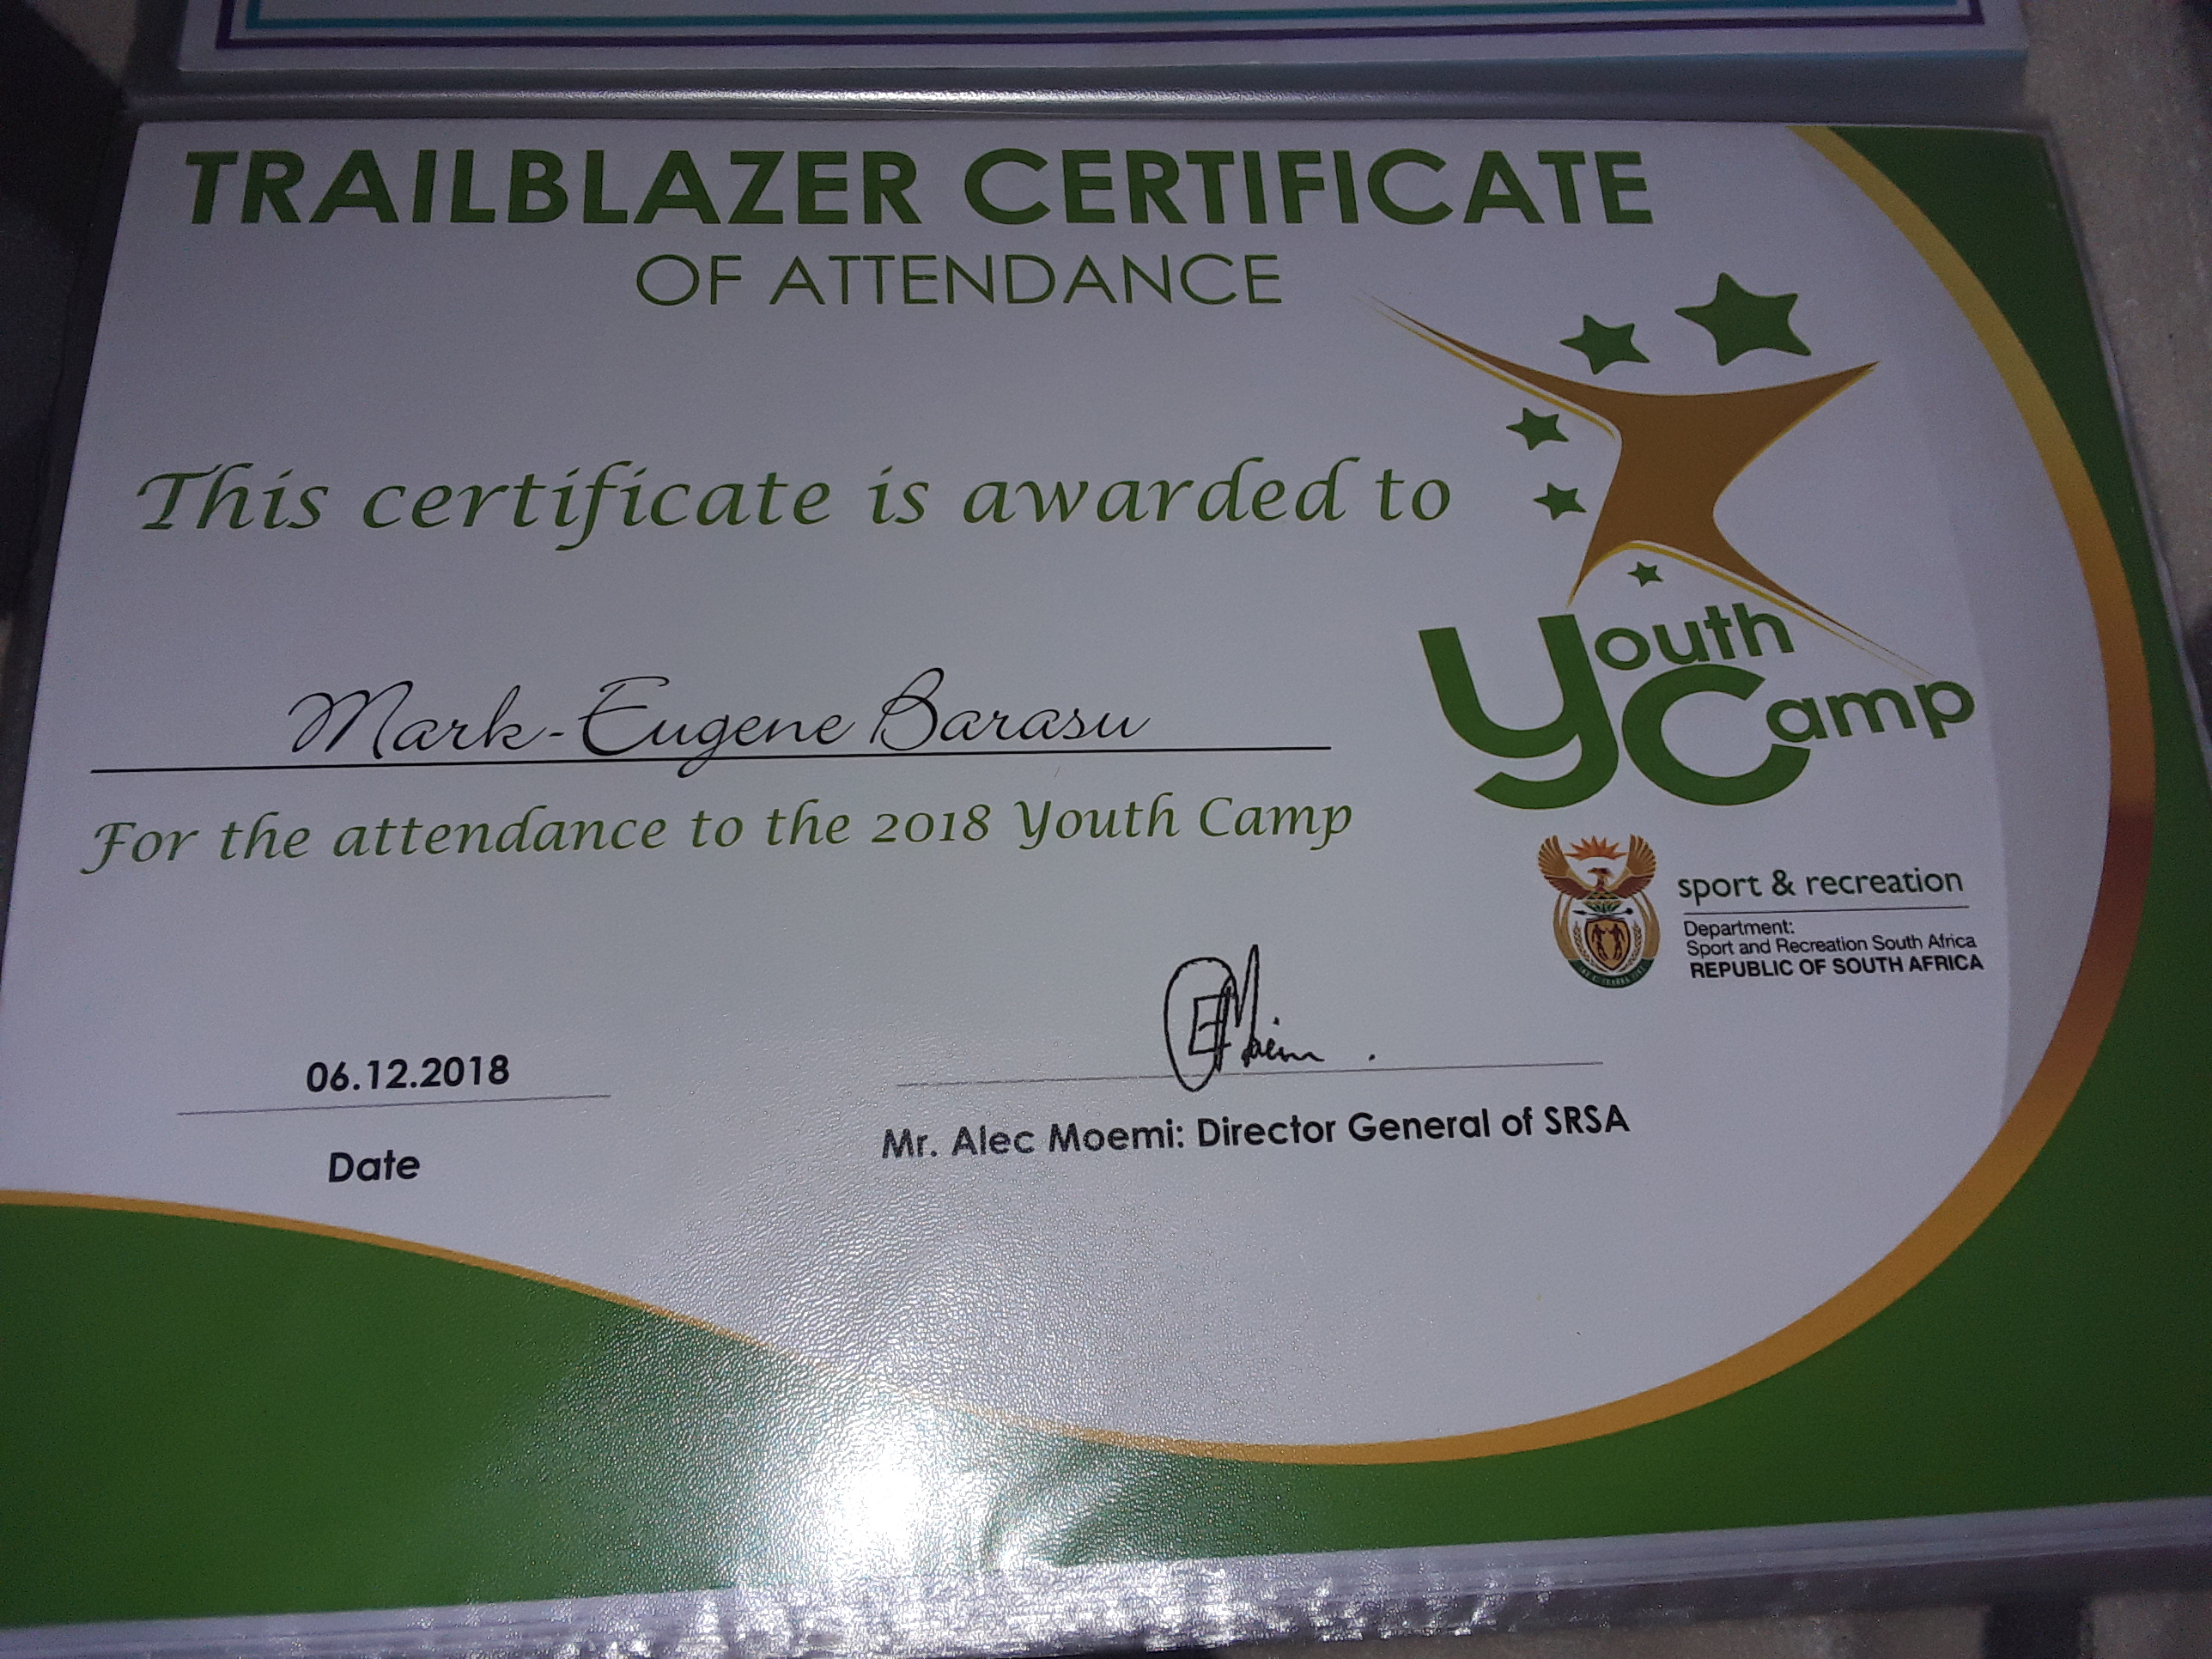 TRAILBLAZER CERTIFICATE
OF ATTENDANCE
This certificate is awarded to
Mark-Eugene Barasu
For the attendance to the 2018 Youth Camp
Youth
Camp
sport & recreation
Department:
Sport and Recreation South Africa
REPUBLIC OF SOUTH AFRICA
06.12.2018
Date
Mr. Alec Moemi: Director General of SRSA